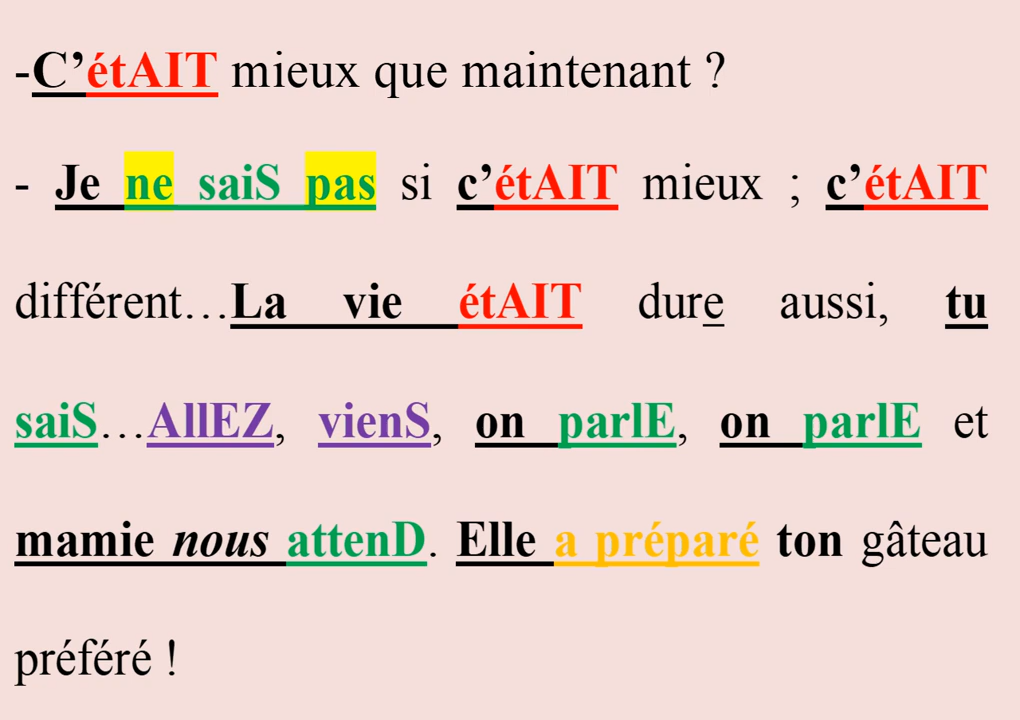 -C’étAIT mieux que maintenant ?
- Je ne saiS pas si c’étAIT mieux ; c’étAIT
différent…La vie étAIT dure aussi, tu
saiS…AllEZ, vienS, on parlE, on parlE et
mamie nous attenD. Elle a préparé ton gâteau
préféré !